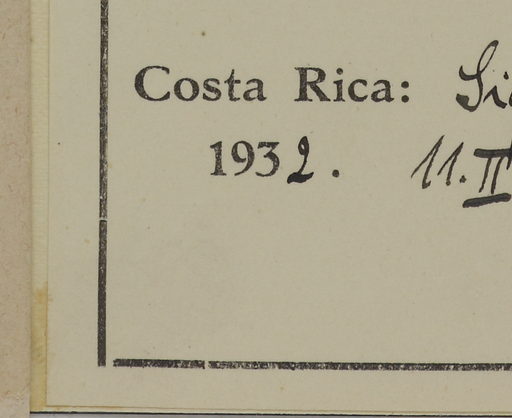 Costa Rica:
1932. 11.II